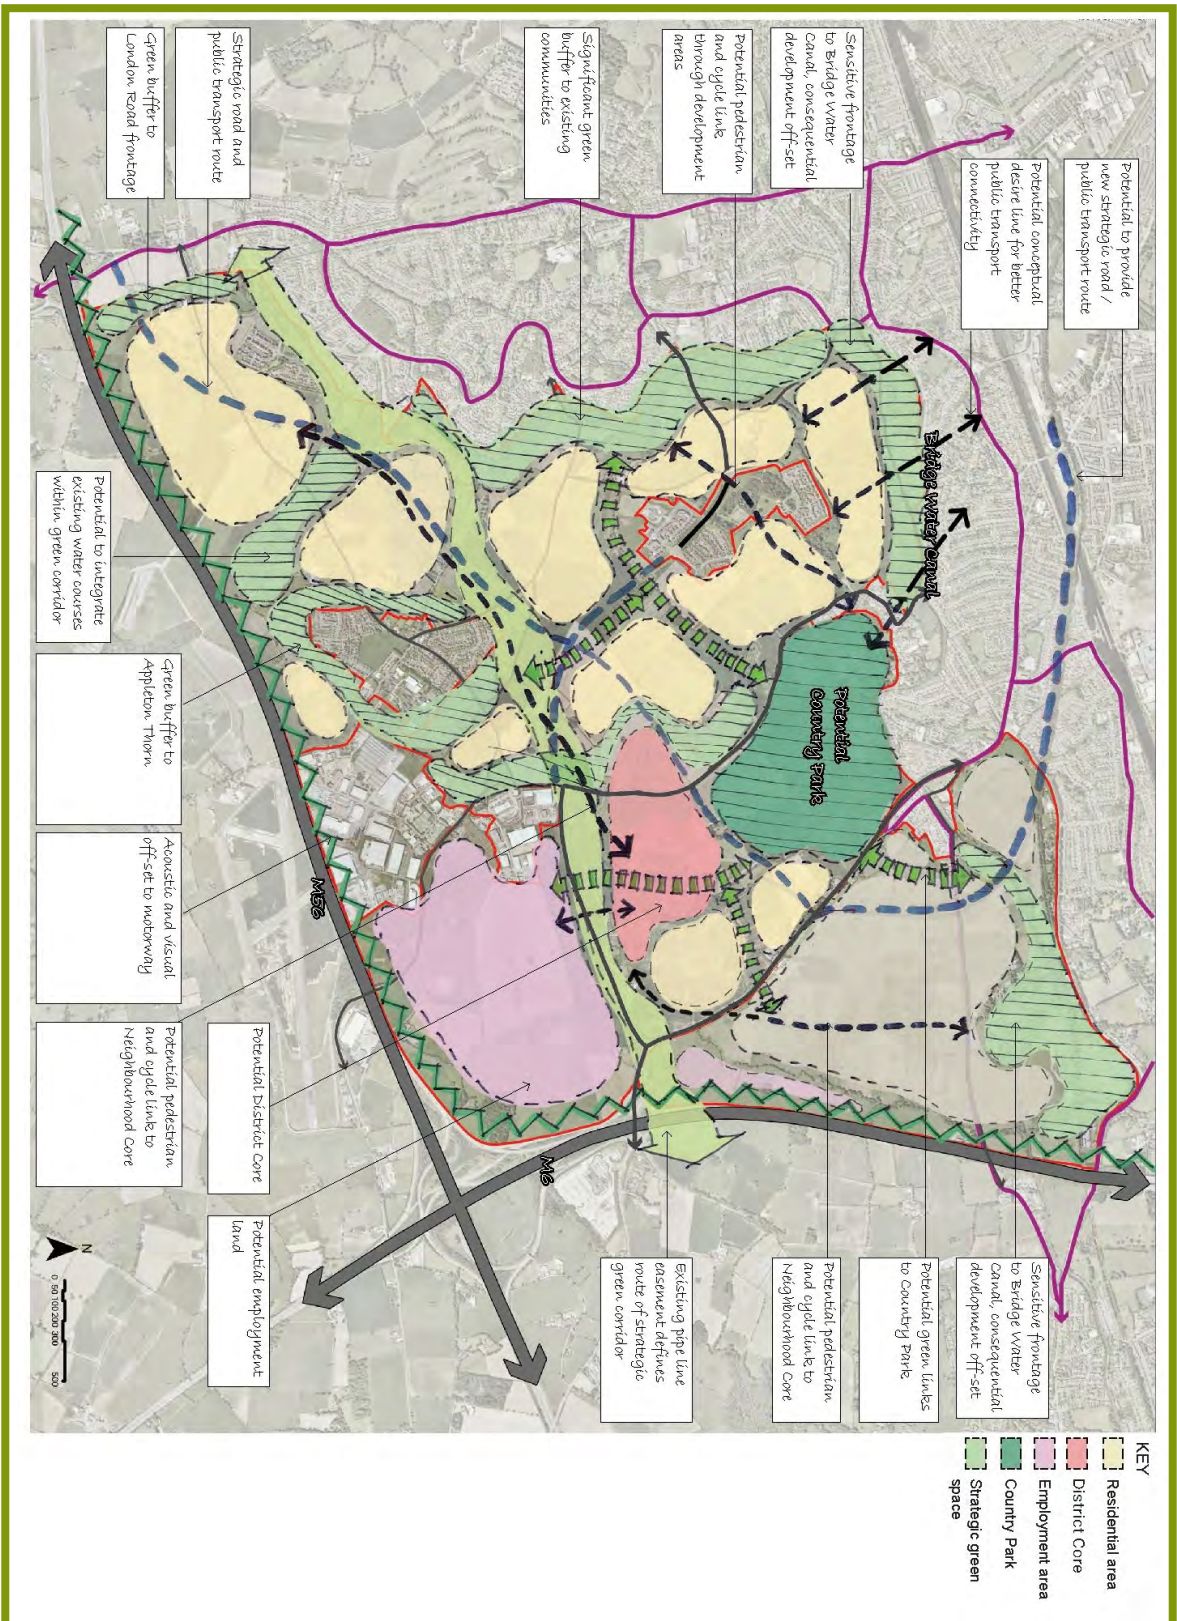 Potential to provide
new strategic road /
public transport route
Potential conceptual
desire line for better
public transport
connectivity
Sensitive frontage
to Bridge Water
Canal, consequential
development off-set
Potential pedestrian
and cycle link
through development
areas
Significant green
buffer to existing
communities
Strategic road and
public transport route
Green buffer to
London Road frontage
Bridge Water Canal
Potential
Country Park
M56
M6
Sensitive frontage
to Bridge Water
Canal, consequential
development off-set
Potential green links
to Country Park
Potential pedestrian
and cycle link to
Neighbourhood Core
Existing pipe line
easement defines
route of strategic
green corridor
Potential to integrate
existing water courses
within green corridor
Green buffer to
Appleton Thorn
Acoustic and visual
off-set to motorway
Potential pedestrian
and cycle link to
Neighbourhood Core
Potential District Core
Potential employment
land
N
0 50 100 200 300 500
KEY
Residential area
District Core
Employment area
Country Park
Strategic green
space